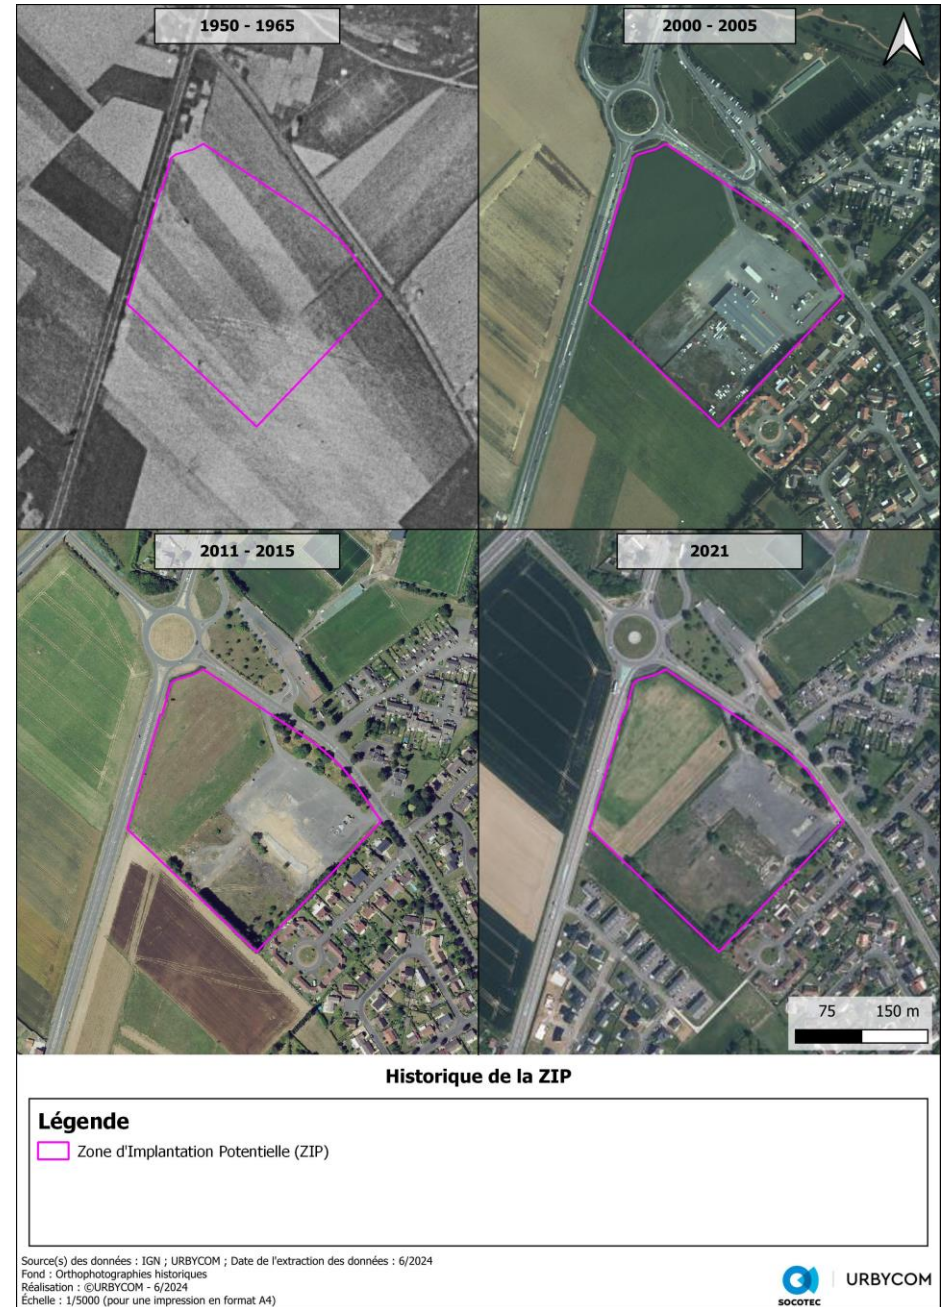 1950 - 1965
2000 - 2005
2011 - 2015
2021
75 150 m
Historique de la ZIP
Légende
Zone d'Implantation Potentielle (ZIP)
Source(s) des données : IGN ; URBYCOM ; Date de l'extraction des données : 6/2024
Fond : Orthophotographies historiques
Réalisation : ©URBYCOM - 6/2024
Échelle : 1/5000 (pour une impression en format A4)
SOCOTEC
URBYCOM